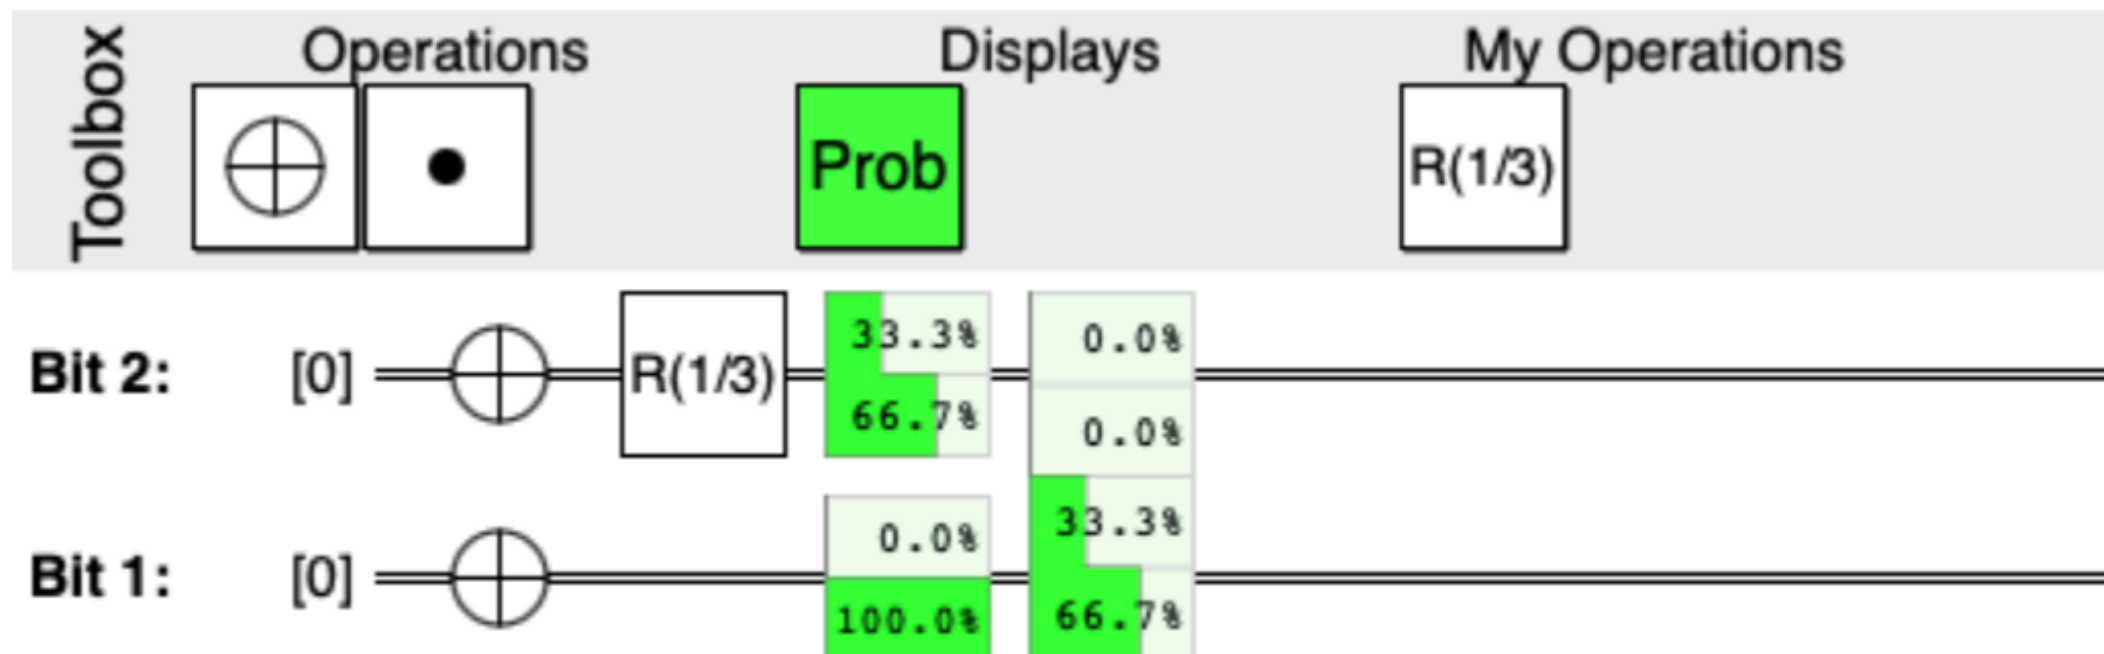 Toolbox
Operations Displays My Operations
Prob R(1/3)
Bit 2: [0] R(1/3) 33.3% 0.0%
66.7% 0.0%
Bit 1: [0] 0.0% 33.3%
100.0% 66.7%